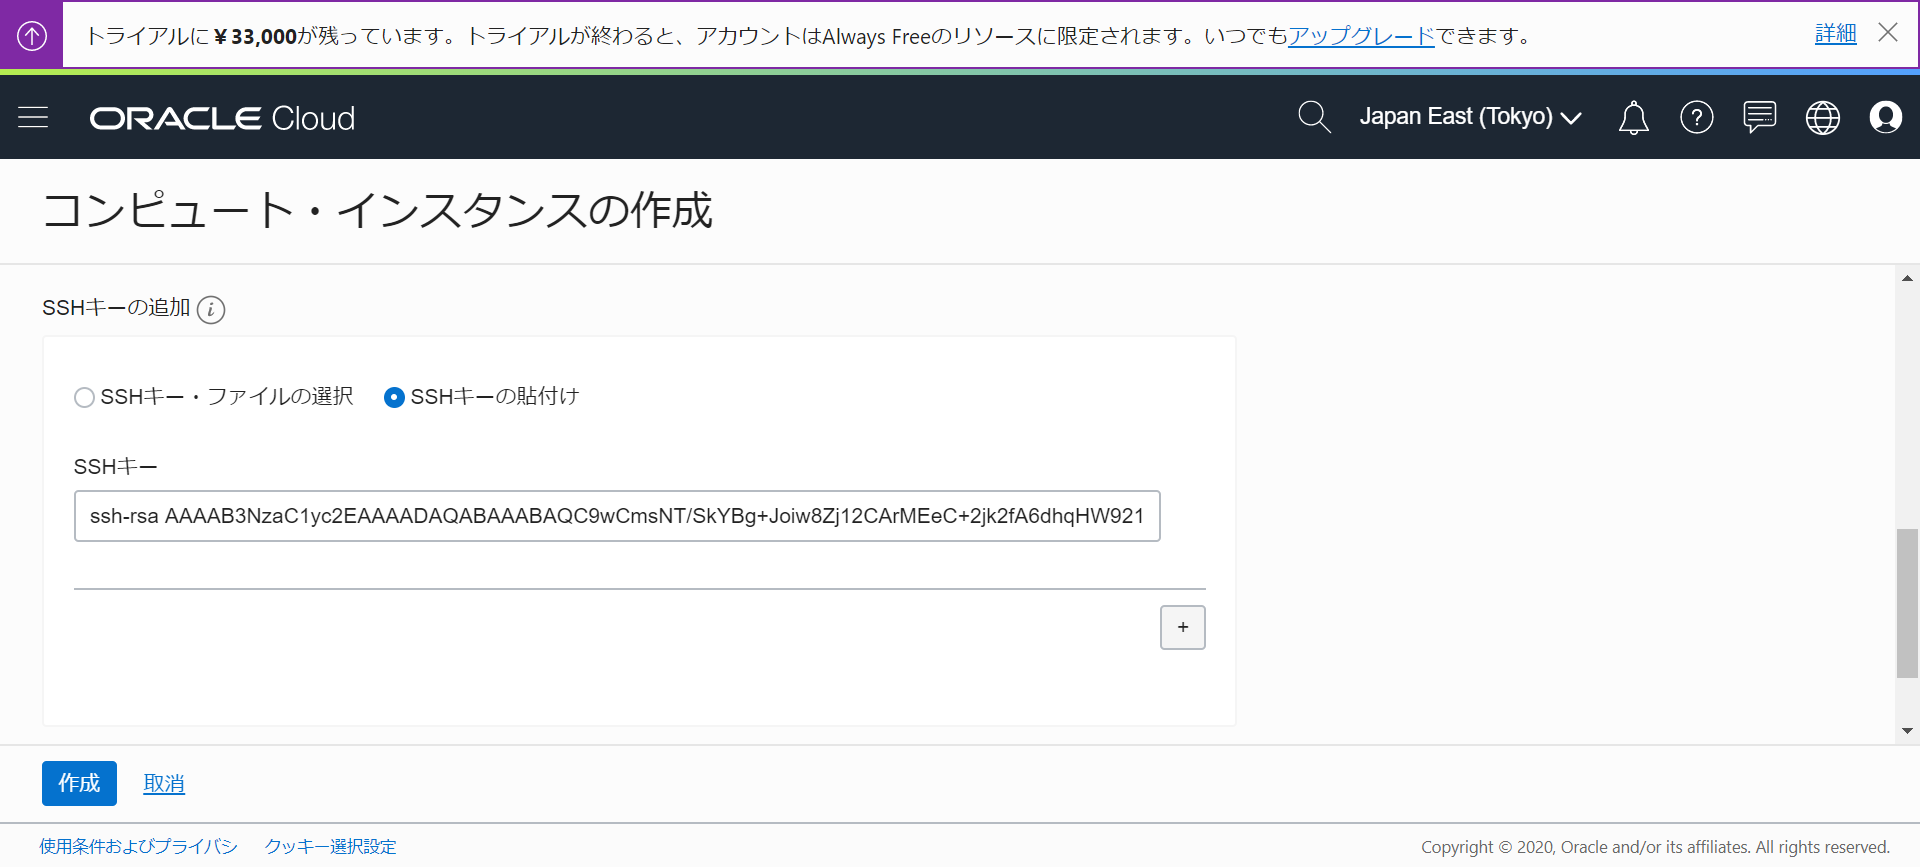 トライアルに¥33,000が残っています。トライアルが終わると、アカウントはAlways Freeのリソースに限定されます。いつでもアップグレードできます。 詳細
ORACLE Cloud Japan East (Tokyo)
コンピュート・インスタンスの作成
SSHキーの追加
SSHキー・ファイルの選択 SSHキーの貼付け
SSHキー
ssh-rsa AAAAB3NzaC1yc2EAAAADAQABAAABAQC9wCmsNT/SkYBg+Joiw8Zj12CArMEeC+2jk2fA6dhqHW921
+
作成 取消
使用条件およびプライバシ クッキー選択設定 Copyright © 2020, Oracle and/or its affiliates. All rights reserved.